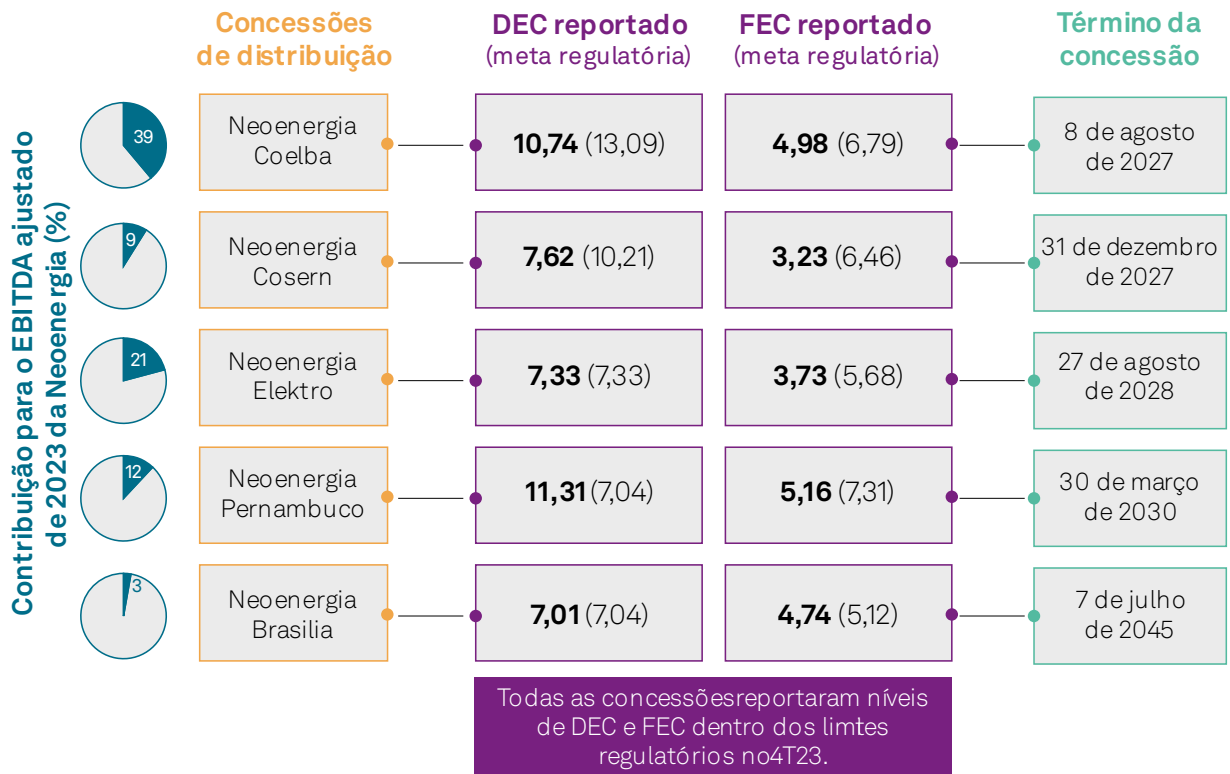 Concessões
de distribuição
DEC reportado
(meta regulatória)
FEC reportado
(meta regulatória)
Término da
concessão
Contribuição para o EBITDA ajustado
de 2023 da Neoenergia (%)
39
Neoenergia
Coelba
10,74 (13,09)
4,98 (6,79)
8 de agosto
de 2027
9
Neoenergia
Cosern
7,62 (10,21)
3,23 (6,46)
31 de dezembro
de 2027
21
Neoenergia
Elektro
7,33 (7,33)
3,73 (5,68)
27 de agosto
de 2028
12
Neoenergia
Pernambuco
11,31 (7,04)
5,16 (7,31)
30 de março
de 2030
3
Neoenergia
Brasilia
7,01 (7,04)
4,74 (5,12)
7 de julho
de 2045
Todas as concessõesreportaram níveis
de DEC e FEC dentro dos limtes
regulatórios no4T23.